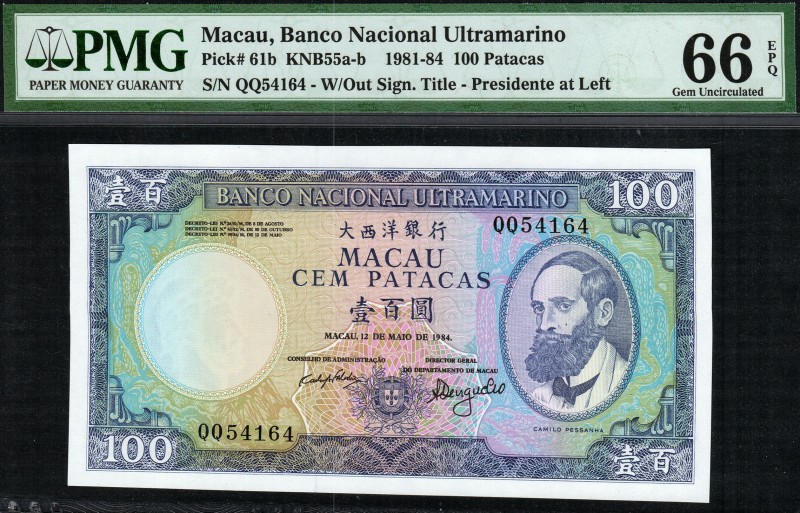 PMG
PAPER MONEY GUARANTY
Macau, Banco Nacional Ultramarino
Pick# 61b KNB55a-b 1981-84 100 Patacas
S/N QQ54164 - W/Out Sign. Title - Presidente at Left
66 EPQ
Gem Uncirculated
壹百
BANCO NACIONAL ULTRAMARINO
100
QQ54164
大西洋銀行
MACAU
CEM PATACAS
壹百圓
MACAU, 12 DE MAIO DE 1984.
CONSELHO DE ADMINISTRAÇÃO
DIRECTOR GERAL
DO DEPARTAMENTO DE MACAU
CAMILO PESSANHA
QQ54164
100
壹百